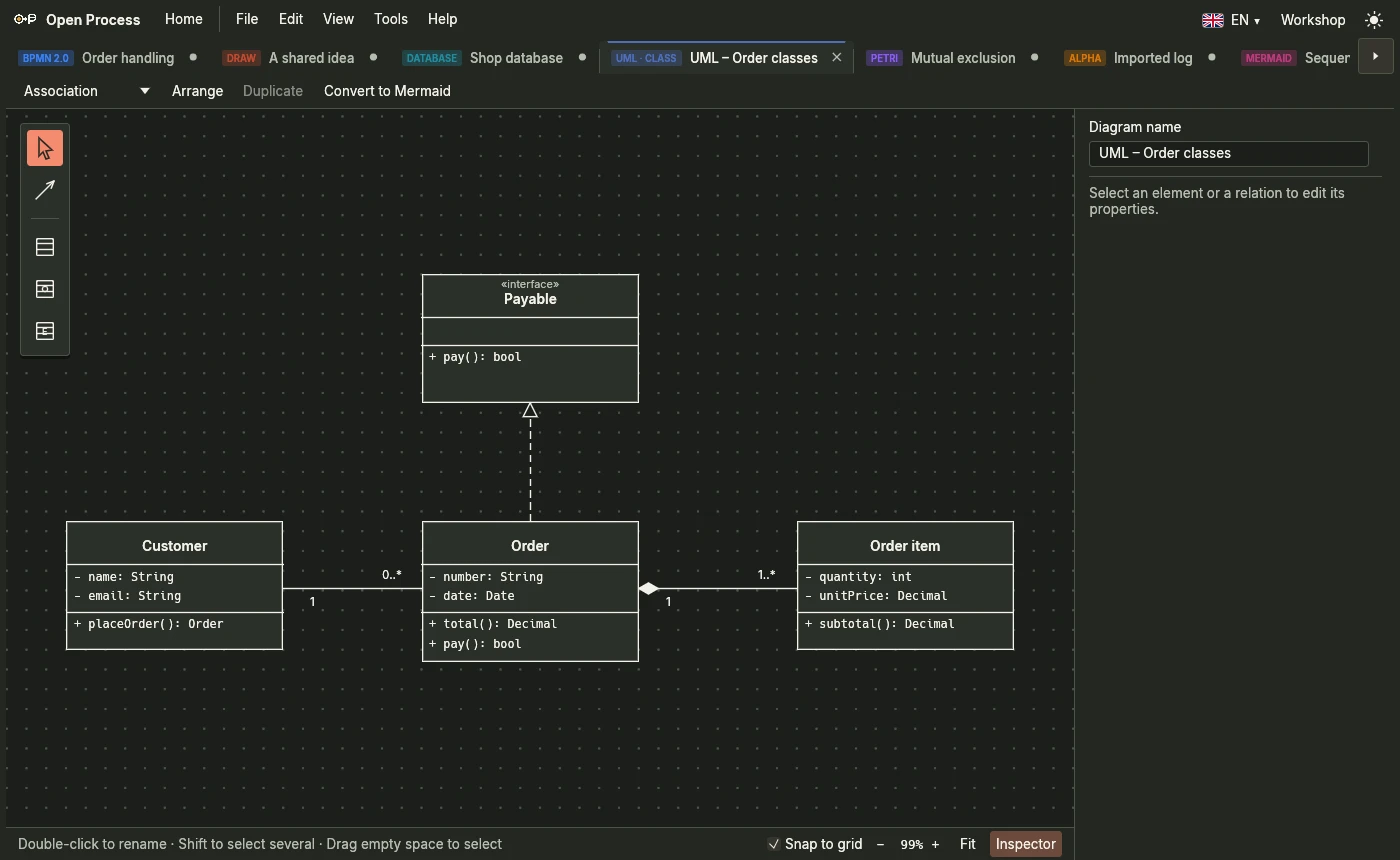 Open Process Home File Edit View Tools Help EN Workshop
BPMN 2.0 Order handling DRAW A shared idea DATABASE Shop database UML · CLASS UML – Order classes PETRI Mutual exclusion ALPHA Imported log MERMAID Sequer
Association Arrange Duplicate Convert to Mermaid
Diagram name
UML – Order classes
Select an element or a relation to edit its
properties.
«interface»
Payable
+ pay(): bool
Customer
- name: String
- email: String
+ placeOrder(): Order
0..*
1
Order
- number: String
- date: Date
+ total(): Decimal
+ pay(): bool
1..*
1
Order item
- quantity: int
- unitPrice: Decimal
+ subtotal(): Decimal
Double-click to rename · Shift to select several · Drag empty space to select Snap to grid − 99% + Fit Inspector